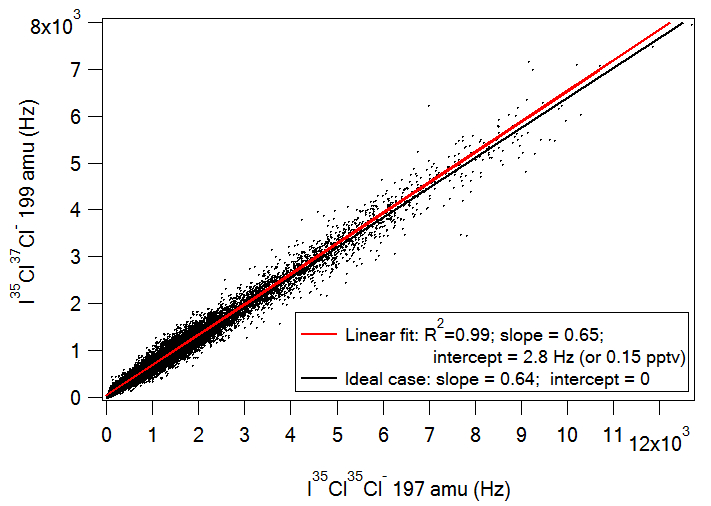 8x10³
7
6
5
4
3
2
1
0
I³⁵Cl³⁷Cl⁻ 199 amu (Hz)
Linear fit: R²=0.99; slope = 0.65;
intercept = 2.8 Hz (or 0.15 pptv)
Ideal case: slope = 0.64; intercept = 0
0 1 2 3 4 5 6 7 8 9 10 11 12x10³
I³⁵Cl³⁵Cl⁻ 197 amu (Hz)